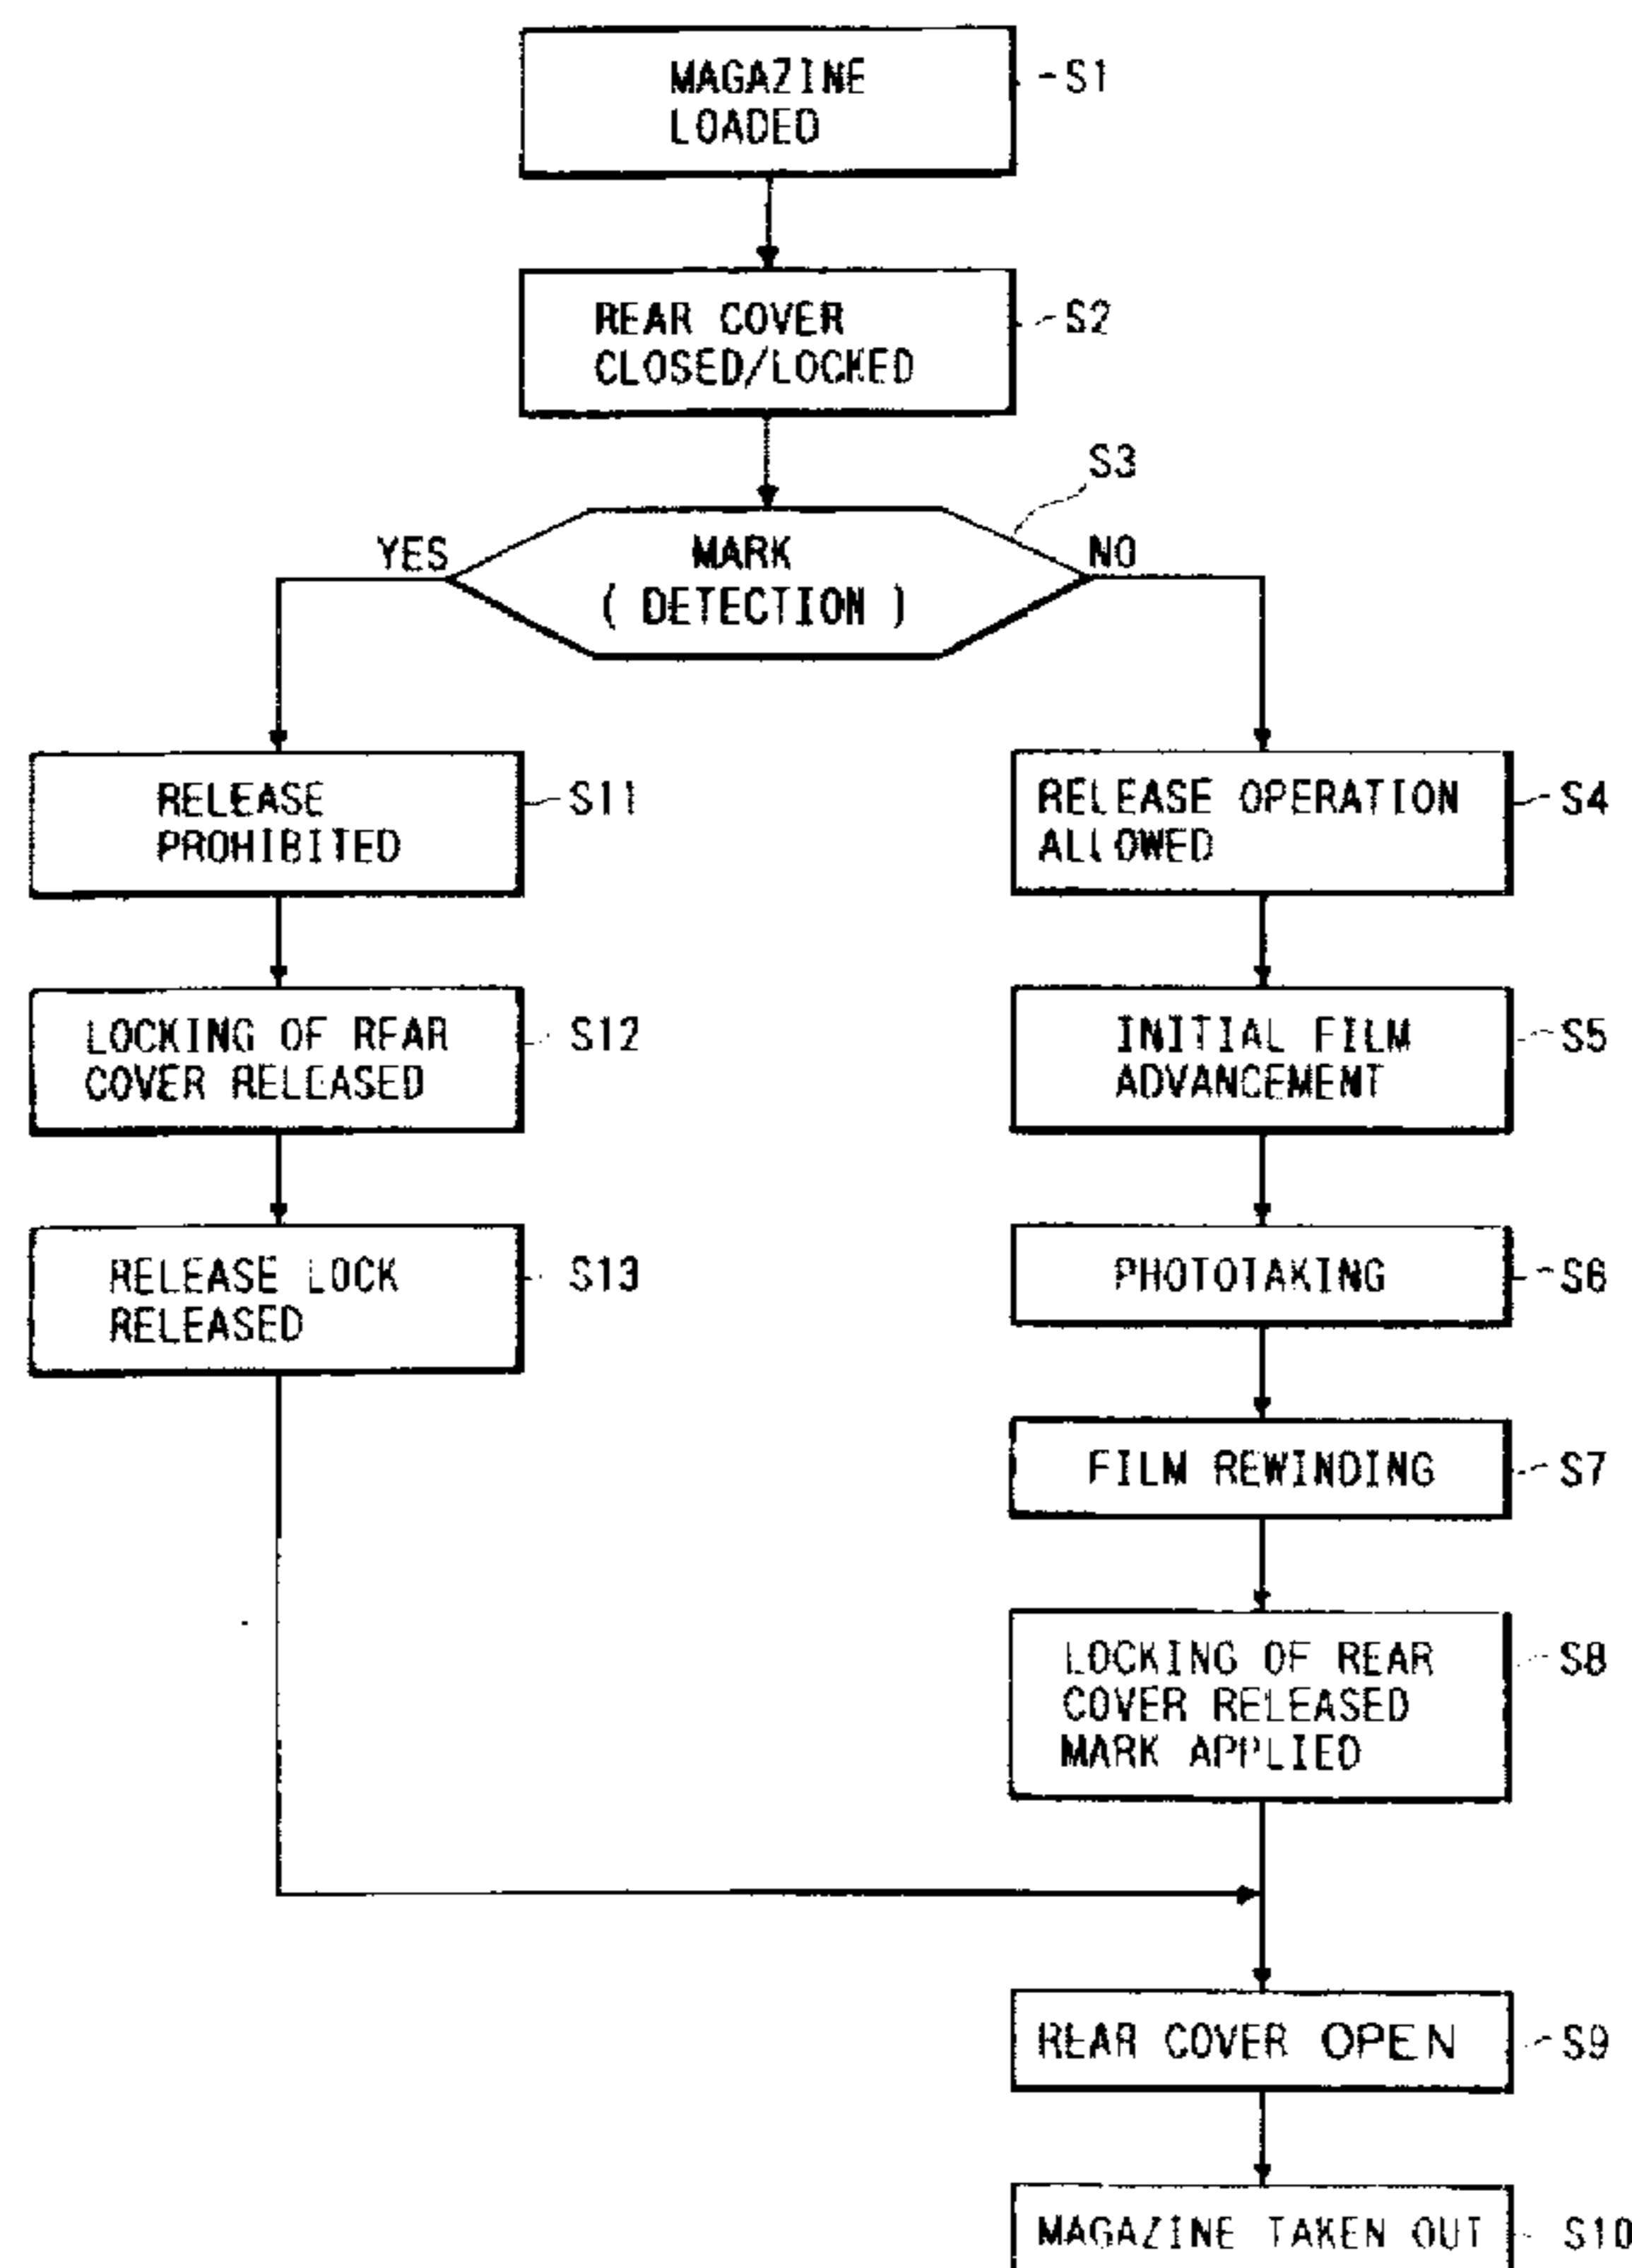 MAGAZINE
LOADED
S1
REAR COVER
CLOSED/LOCKED
S2
S3
YES
MARK
NO
( DETECTION )
RELEASE
PROHIBITED
S11
RELEASE OPERATION
ALLOWED
S4
LOCKING OF REAR
COVER RELEASED
S12
INITIAL FILM
ADVANCEMENT
S5
RELEASE LOCK
RELEASED
S13
PHOTOTAKING
S6
FILM REWINDING
S7
LOCKING OF REAR
COVER RELEASED
MARK APPLIED
S8
REAR COVER OPEN
S9
MAGAZINE TAKEN OUT
S10